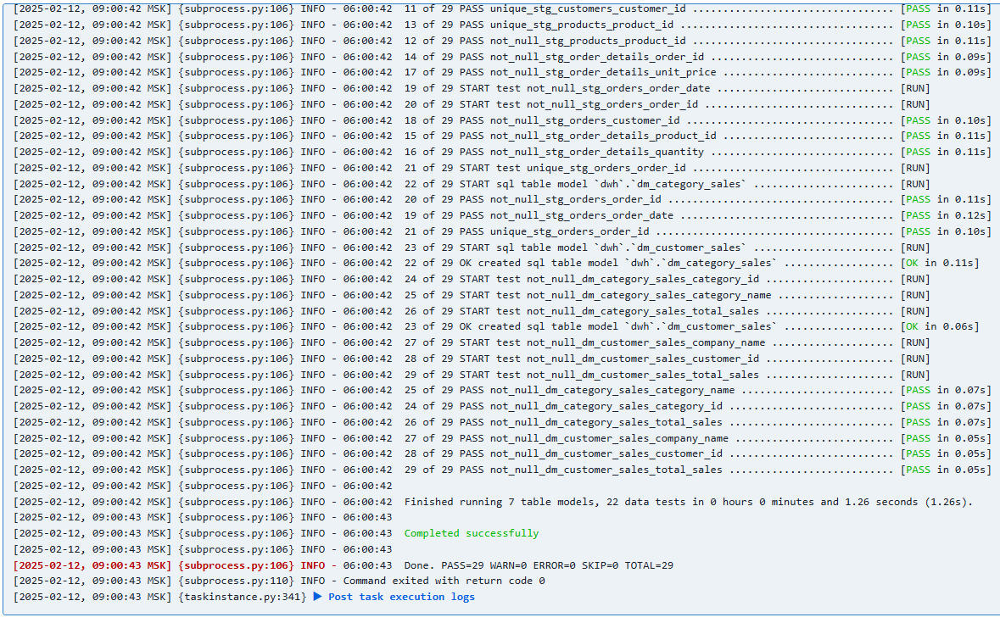 [2025-02-12, 09:00:42 MSK] {subprocess.py:106} INFO - 06:00:42  11 of 29 PASS unique_stg_customers_customer_id ................................. [PASS in 0.11s]
[2025-02-12, 09:00:42 MSK] {subprocess.py:106} INFO - 06:00:42  13 of 29 PASS unique_stg_products_product_id ................................... [PASS in 0.10s]
[2025-02-12, 09:00:42 MSK] {subprocess.py:106} INFO - 06:00:42  12 of 29 PASS not_null_stg_products_product_id ................................. [PASS in 0.11s]
[2025-02-12, 09:00:42 MSK] {subprocess.py:106} INFO - 06:00:42  14 of 29 PASS not_null_stg_order_details_order_id .............................. [PASS in 0.09s]
[2025-02-12, 09:00:42 MSK] {subprocess.py:106} INFO - 06:00:42  17 of 29 PASS not_null_stg_order_details_unit_price ............................ [PASS in 0.09s]
[2025-02-12, 09:00:42 MSK] {subprocess.py:106} INFO - 06:00:42  19 of 29 START test not_null_stg_orders_order_date ............................. [RUN]
[2025-02-12, 09:00:42 MSK] {subprocess.py:106} INFO - 06:00:42  20 of 29 START test not_null_stg_orders_order_id ............................... [RUN]
[2025-02-12, 09:00:42 MSK] {subprocess.py:106} INFO - 06:00:42  18 of 29 PASS not_null_stg_orders_customer_id .................................. [PASS in 0.10s]
[2025-02-12, 09:00:42 MSK] {subprocess.py:106} INFO - 06:00:42  15 of 29 PASS not_null_stg_order_details_product_id ............................ [PASS in 0.11s]
[2025-02-12, 09:00:42 MSK] {subprocess.py:106} INFO - 06:00:42  16 of 29 PASS not_null_stg_order_details_quantity .............................. [PASS in 0.11s]
[2025-02-12, 09:00:42 MSK] {subprocess.py:106} INFO - 06:00:42  21 of 29 START test unique_stg_orders_order_id ................................. [RUN]
[2025-02-12, 09:00:42 MSK] {subprocess.py:106} INFO - 06:00:42  22 of 29 START sql table model `dwh`.`dm_category_sales` ....................... [RUN]
[2025-02-12, 09:00:42 MSK] {subprocess.py:106} INFO - 06:00:42  20 of 29 PASS not_null_stg_orders_order_id ..................................... [PASS in 0.11s]
[2025-02-12, 09:00:42 MSK] {subprocess.py:106} INFO - 06:00:42  19 of 29 PASS not_null_stg_orders_order_date ................................... [PASS in 0.12s]
[2025-02-12, 09:00:42 MSK] {subprocess.py:106} INFO - 06:00:42  21 of 29 PASS unique_stg_orders_order_id ....................................... [PASS in 0.10s]
[2025-02-12, 09:00:42 MSK] {subprocess.py:106} INFO - 06:00:42  23 of 29 START sql table model `dwh`.`dm_customer_sales` ....................... [RUN]
[2025-02-12, 09:00:42 MSK] {subprocess.py:106} INFO - 06:00:42  22 of 29 OK created sql table model `dwh`.`dm_category_sales` .................. [OK in 0.11s]
[2025-02-12, 09:00:42 MSK] {subprocess.py:106} INFO - 06:00:42  24 of 29 START test not_null_dm_category_sales_category_id ..................... [RUN]
[2025-02-12, 09:00:42 MSK] {subprocess.py:106} INFO - 06:00:42  25 of 29 START test not_null_dm_category_sales_category_name ................... [RUN]
[2025-02-12, 09:00:42 MSK] {subprocess.py:106} INFO - 06:00:42  26 of 29 START test not_null_dm_category_sales_total_sales ..................... [RUN]
[2025-02-12, 09:00:42 MSK] {subprocess.py:106} INFO - 06:00:42  23 of 29 OK created sql table model `dwh`.`dm_customer_sales` .................. [OK in 0.06s]
[2025-02-12, 09:00:42 MSK] {subprocess.py:106} INFO - 06:00:42  27 of 29 START test not_null_dm_customer_sales_company_name .................... [RUN]
[2025-02-12, 09:00:42 MSK] {subprocess.py:106} INFO - 06:00:42  28 of 29 START test not_null_dm_customer_sales_customer_id ..................... [RUN]
[2025-02-12, 09:00:42 MSK] {subprocess.py:106} INFO - 06:00:42  29 of 29 START test not_null_dm_customer_sales_total_sales ..................... [RUN]
[2025-02-12, 09:00:42 MSK] {subprocess.py:106} INFO - 06:00:42  25 of 29 PASS not_null_dm_category_sales_category_name ......................... [PASS in 0.07s]
[2025-02-12, 09:00:42 MSK] {subprocess.py:106} INFO - 06:00:42  24 of 29 PASS not_null_dm_category_sales_category_id ........................... [PASS in 0.07s]
[2025-02-12, 09:00:42 MSK] {subprocess.py:106} INFO - 06:00:42  26 of 29 PASS not_null_dm_category_sales_total_sales ........................... [PASS in 0.07s]
[2025-02-12, 09:00:42 MSK] {subprocess.py:106} INFO - 06:00:42  27 of 29 PASS not_null_dm_customer_sales_company_name .......................... [PASS in 0.05s]
[2025-02-12, 09:00:42 MSK] {subprocess.py:106} INFO - 06:00:42  28 of 29 PASS not_null_dm_customer_sales_customer_id ........................... [PASS in 0.05s]
[2025-02-12, 09:00:42 MSK] {subprocess.py:106} INFO - 06:00:42  29 of 29 PASS not_null_dm_customer_sales_total_sales ........................... [PASS in 0.05s]
[2025-02-12, 09:00:42 MSK] {subprocess.py:106} INFO - 06:00:42
[2025-02-12, 09:00:42 MSK] {subprocess.py:106} INFO - 06:00:42  Finished running 7 table models, 22 data tests in 0 hours 0 minutes and 1.26 seconds (1.26s).
[2025-02-12, 09:00:43 MSK] {subprocess.py:106} INFO - 06:00:43
[2025-02-12, 09:00:43 MSK] {subprocess.py:106} INFO - 06:00:43  Completed successfully
[2025-02-12, 09:00:43 MSK] {subprocess.py:106} INFO - 06:00:43
[2025-02-12, 09:00:43 MSK] {subprocess.py:106} INFO - 06:00:43  Done. PASS=29 WARN=0 ERROR=0 SKIP=0 TOTAL=29
[2025-02-12, 09:00:43 MSK] {subprocess.py:110} INFO - Command exited with return code 0
[2025-02-12, 09:00:43 MSK] {taskinstance.py:341} ▶ Post task execution logs